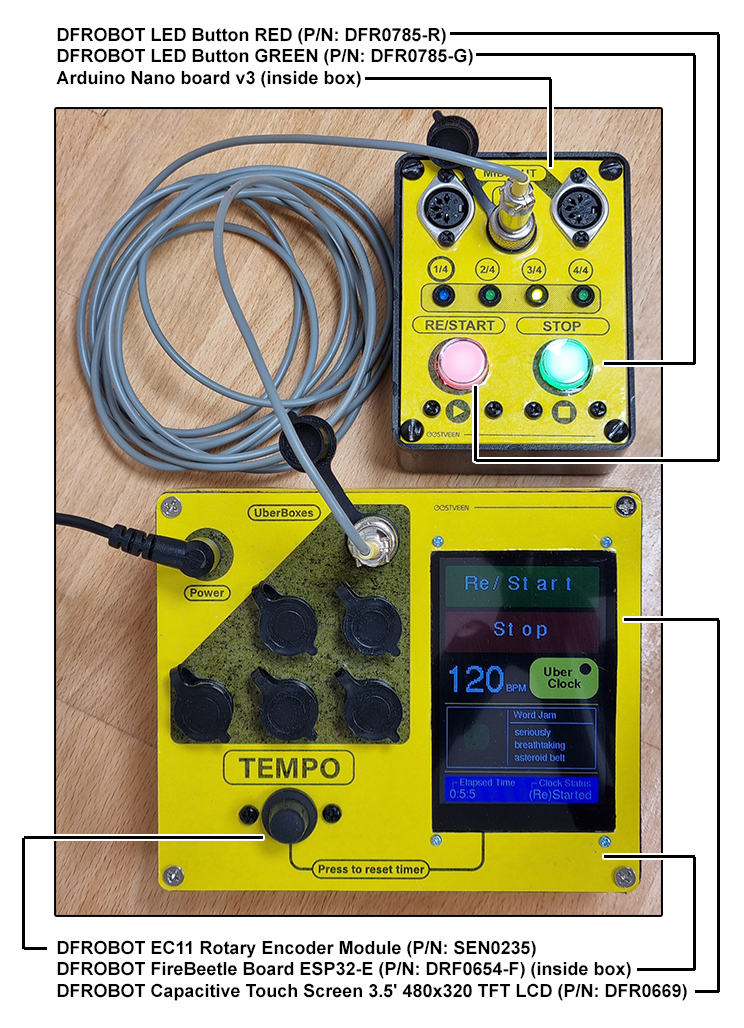 DFROBOT LED Button RED (P/N: DFR0785-R)
DFROBOT LED Button GREEN (P/N: DFR0785-G)
Arduino Nano board v3 (inside box)
1/4
2/4
3/4
4/4
RE/START
STOP
OOSTVEEN
UberBoxes
OOSTVEEN
Power
Re/Start
Stop
120 BPM
Uber
Clock
Word Jam
seriously
breathtaking
asteroid belt
TEMPO
Elapsed Time
Clock Status
0:5:5
(Re)Started
Press to reset timer
DFROBOT EC11 Rotary Encoder Module (P/N: SEN0235)
DFROBOT FireBeetle Board ESP32-E (P/N: DRF0654-F) (inside box)
DFROBOT Capacitive Touch Screen 3.5' 480x320 TFT LCD (P/N: DFR0669)